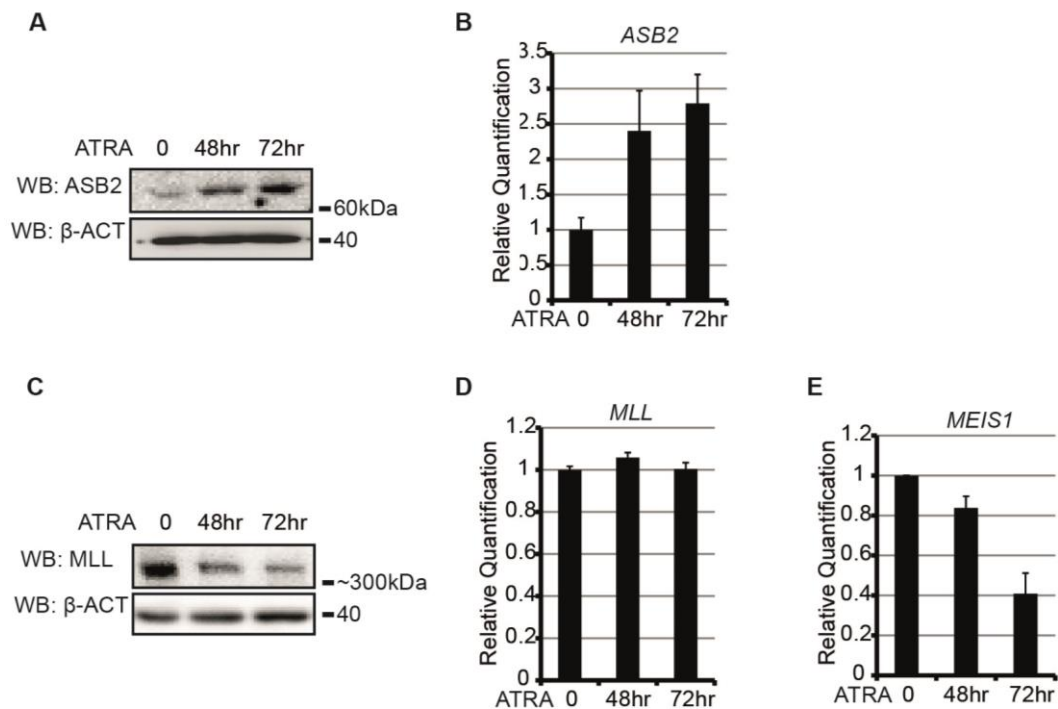 A
ATRA 0 48hr 72hr
WB: ASB2
60kDa
WB: β-ACT
40
B
ASB2
Relative Quantification
3.5
3
2.5
2
1.5
1
0.5
0
ATRA 0 48hr 72hr
C
ATRA 0 48hr 72hr
WB: MLL
~300kDa
WB: β-ACT
40
D
MLL
Relative Quantification
1.2
1
0.8
0.6
0.4
0.2
0
ATRA 0 48hr 72hr
E
MEIS1
Relative Quantification
1.2
1
0.8
0.6
0.4
0.2
0
ATRA 0 48hr 72hr